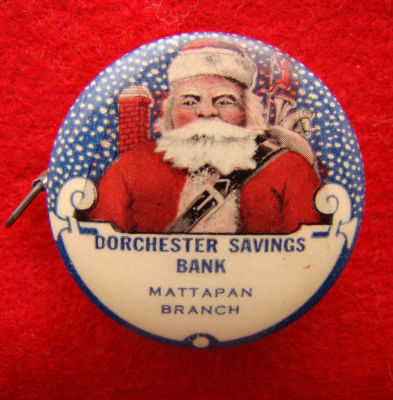 DORCHESTER SAVINGS
BANK
MATTAPAN
BRANCH